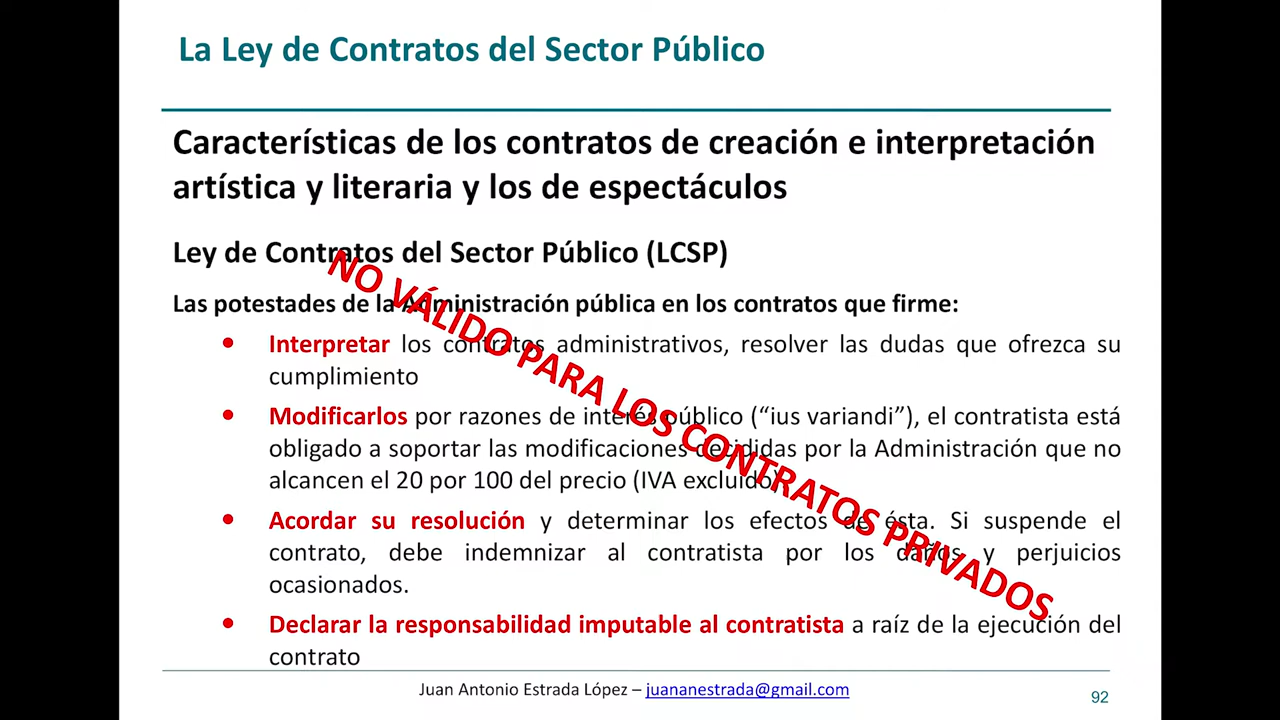 La Ley de Contratos del Sector Público
Características de los contratos de creación e interpretación
artística y literaria y los de espectáculos
Ley de Contratos del Sector Público (LCSP)
Las potestades de la Administración pública en los contratos que firme:
• Interpretar los contratos administrativos, resolver las dudas que ofrezca su
cumplimiento
• Modificarlos por razones de interés público (“ius variandi”), el contratista está
obligado a soportar las modificaciones decididas por la Administración que no
alcancen el 20 por 100 del precio (IVA excluido)
• Acordar su resolución y determinar los efectos de ésta. Si suspende el
contrato, debe indemnizar al contratista por los daños y perjuicios
ocasionados.
• Declarar la responsabilidad imputable al contratista a raíz de la ejecución del
contrato
NO VÁLIDO PARA LOS CONTRATOS PRIVADOS
Juan Antonio Estrada López – juananestrada@gmail.com
92